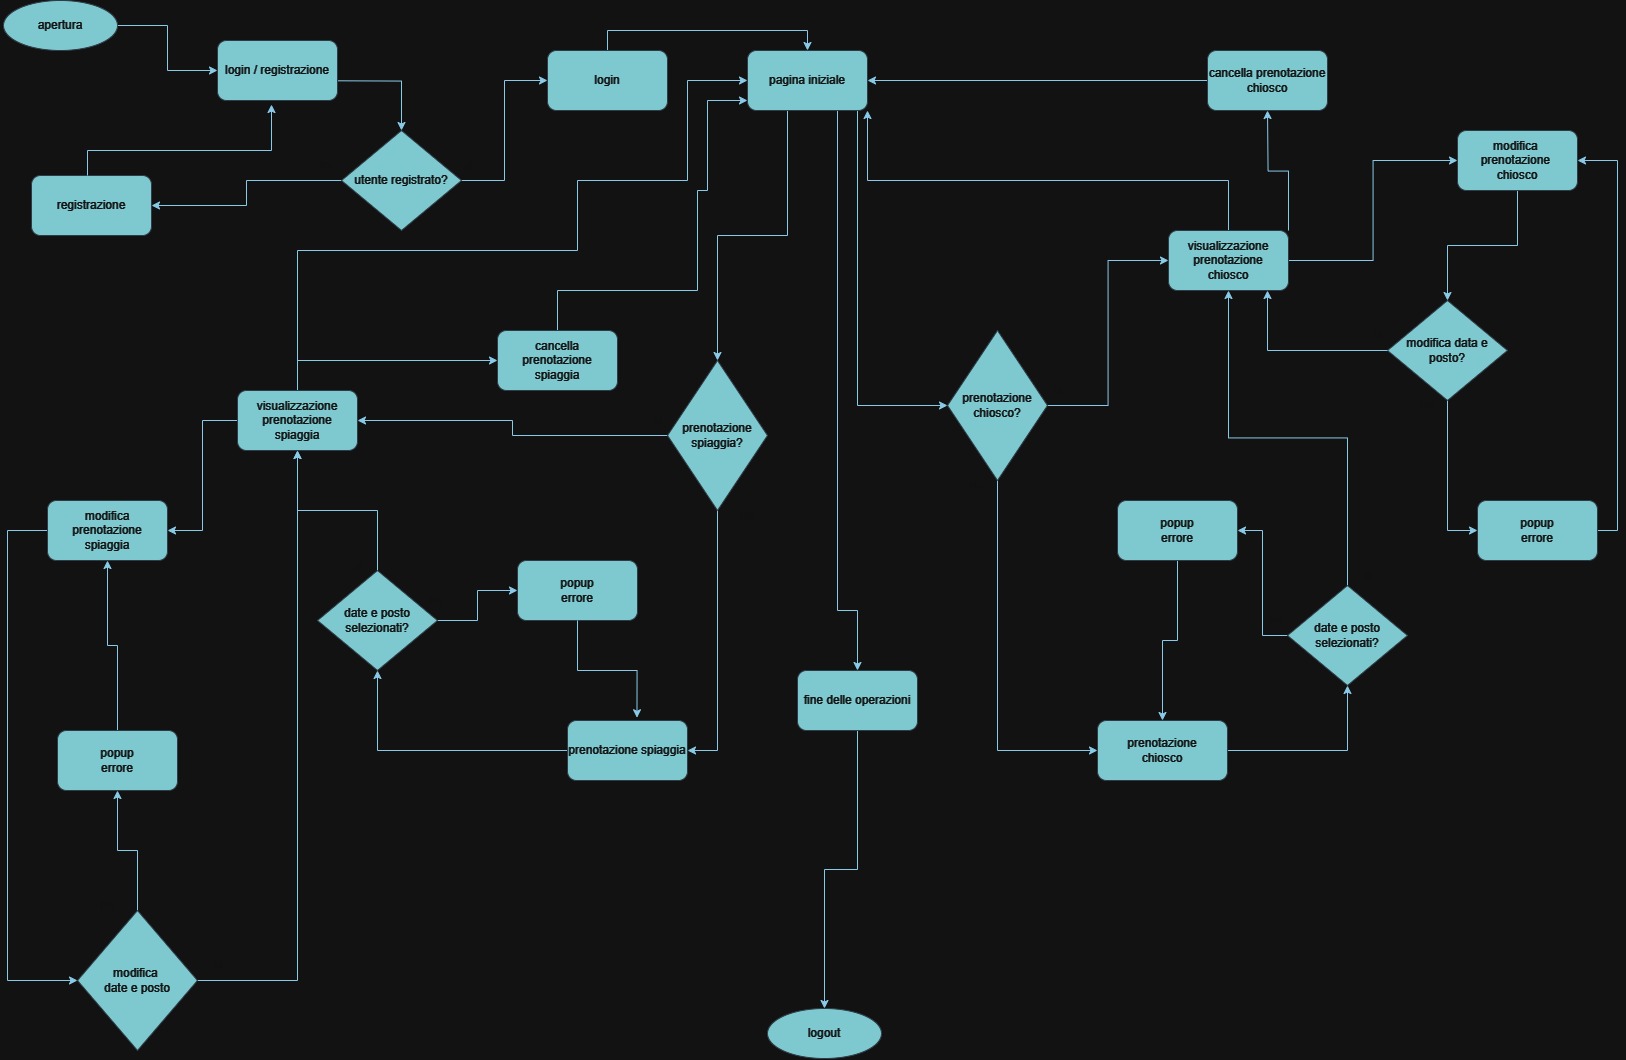 apertura
login / registrazione
login
pagina iniziale
cancella prenotazione
chiosco
modifica
prenotazione
chiosco
utente registrato?
registrazione
visualizzazione
prenotazione
chiosco
cancella
prenotazione
spiaggia
modifica data e
posto?
visualizzazione
prenotazione
spiaggia
prenotazione
spiaggia?
prenotazione
chiosco?
modifica
prenotazione
spiaggia
popup
errore
popup
errore
popup
errore
date e posto
selezionati?
date e posto
selezionati?
fine delle operazioni
prenotazione spiaggia
prenotazione
chiosco
popup
errore
modifica
date e posto
logout